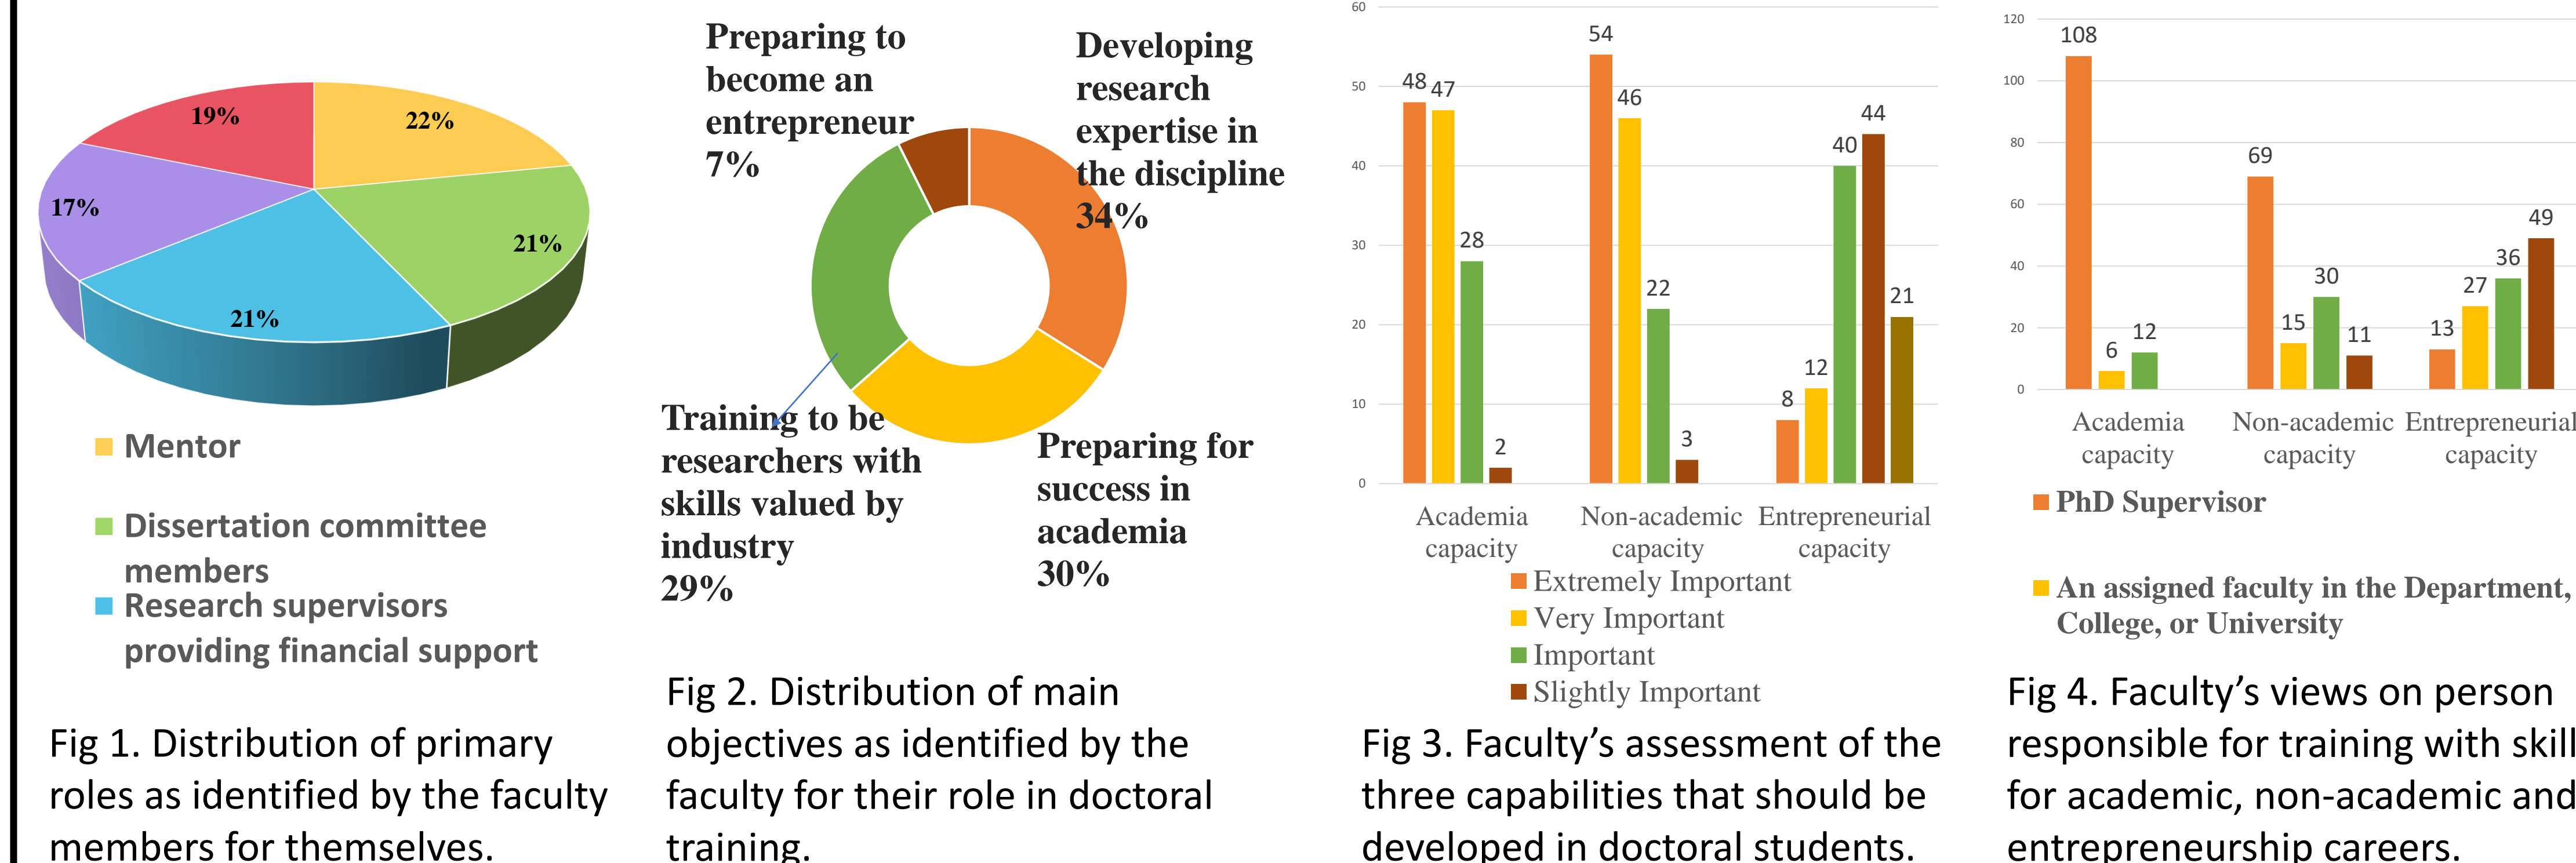 22%
21%
21%
17%
19%
Mentor
Dissertation committee
members
Research supervisors
providing financial support
Fig 1. Distribution of primary
roles as identified by the faculty
members for themselves.
Preparing to
become an
entrepreneur
7%
Developing
research
expertise in
the discipline
34%
Training to be
researchers with
skills valued by
industry
29%
Preparing for
success in
academia
30%
Fig 2. Distribution of main
objectives as identified by the
faculty for their role in doctoral
training.
60
50
40
30
20
10
0
48 47 28 2
54 46 22 3
8 12 40 44 21
Academia
capacity
Non-academic
capacity
Entrepreneurial
capacity
Extremely Important
Very Important
Important
Slightly Important
Fig 3. Faculty’s assessment of the
three capabilities that should be
developed in doctoral students.
120
100
80
60
40
20
0
108 6 12
69 15 30 11
13 27 36 49
Academia
capacity
Non-academic
capacity
Entrepreneurial
capacity
PhD Supervisor
An assigned faculty in the Department,
College, or University
Fig 4. Faculty’s views on person
responsible for training with skill
for academic, non-academic and
entrepreneurship careers.